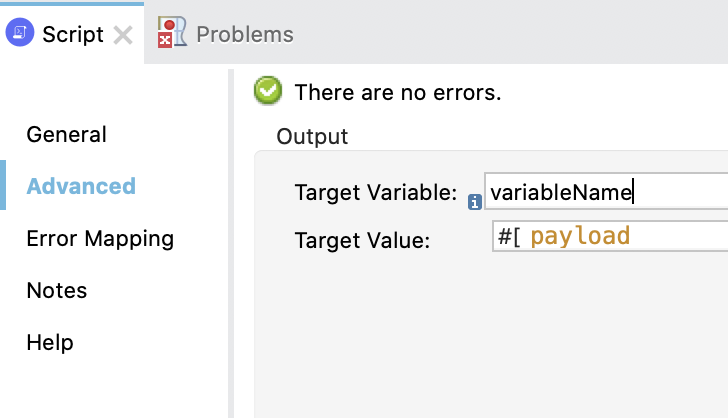 Script Problems
There are no errors.
General
Output
Advanced
Target Variable: variableName
Error Mapping
Target Value: #[ payload
Notes
Help